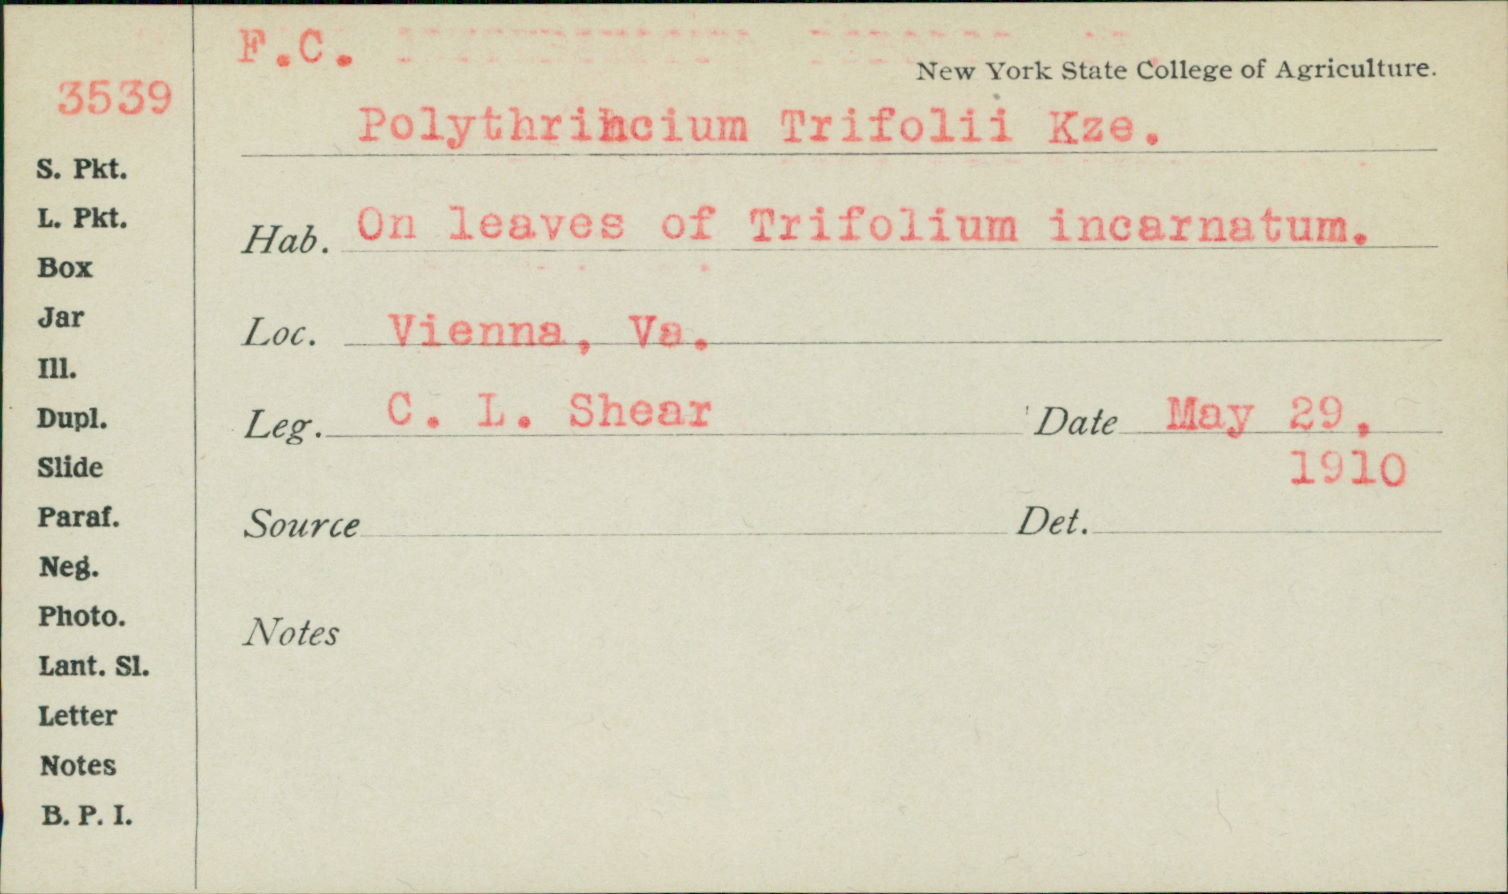 F.C.
New York State College of Agriculture.
3539
Polythrincium Trifolii Kze.
S. Pkt.
L. Pkt.
Hab. On leaves of Trifolium incarnatum.
Box
Jar
Loc. Vienna, Va.
Ill.
Dupl.
Leg. C. L. Shear Date May 29,
1910
Slide
Paraf.
Source Det.
Neg.
Photo.
Notes
Lant. Sl.
Letter
Notes
B. P. I.